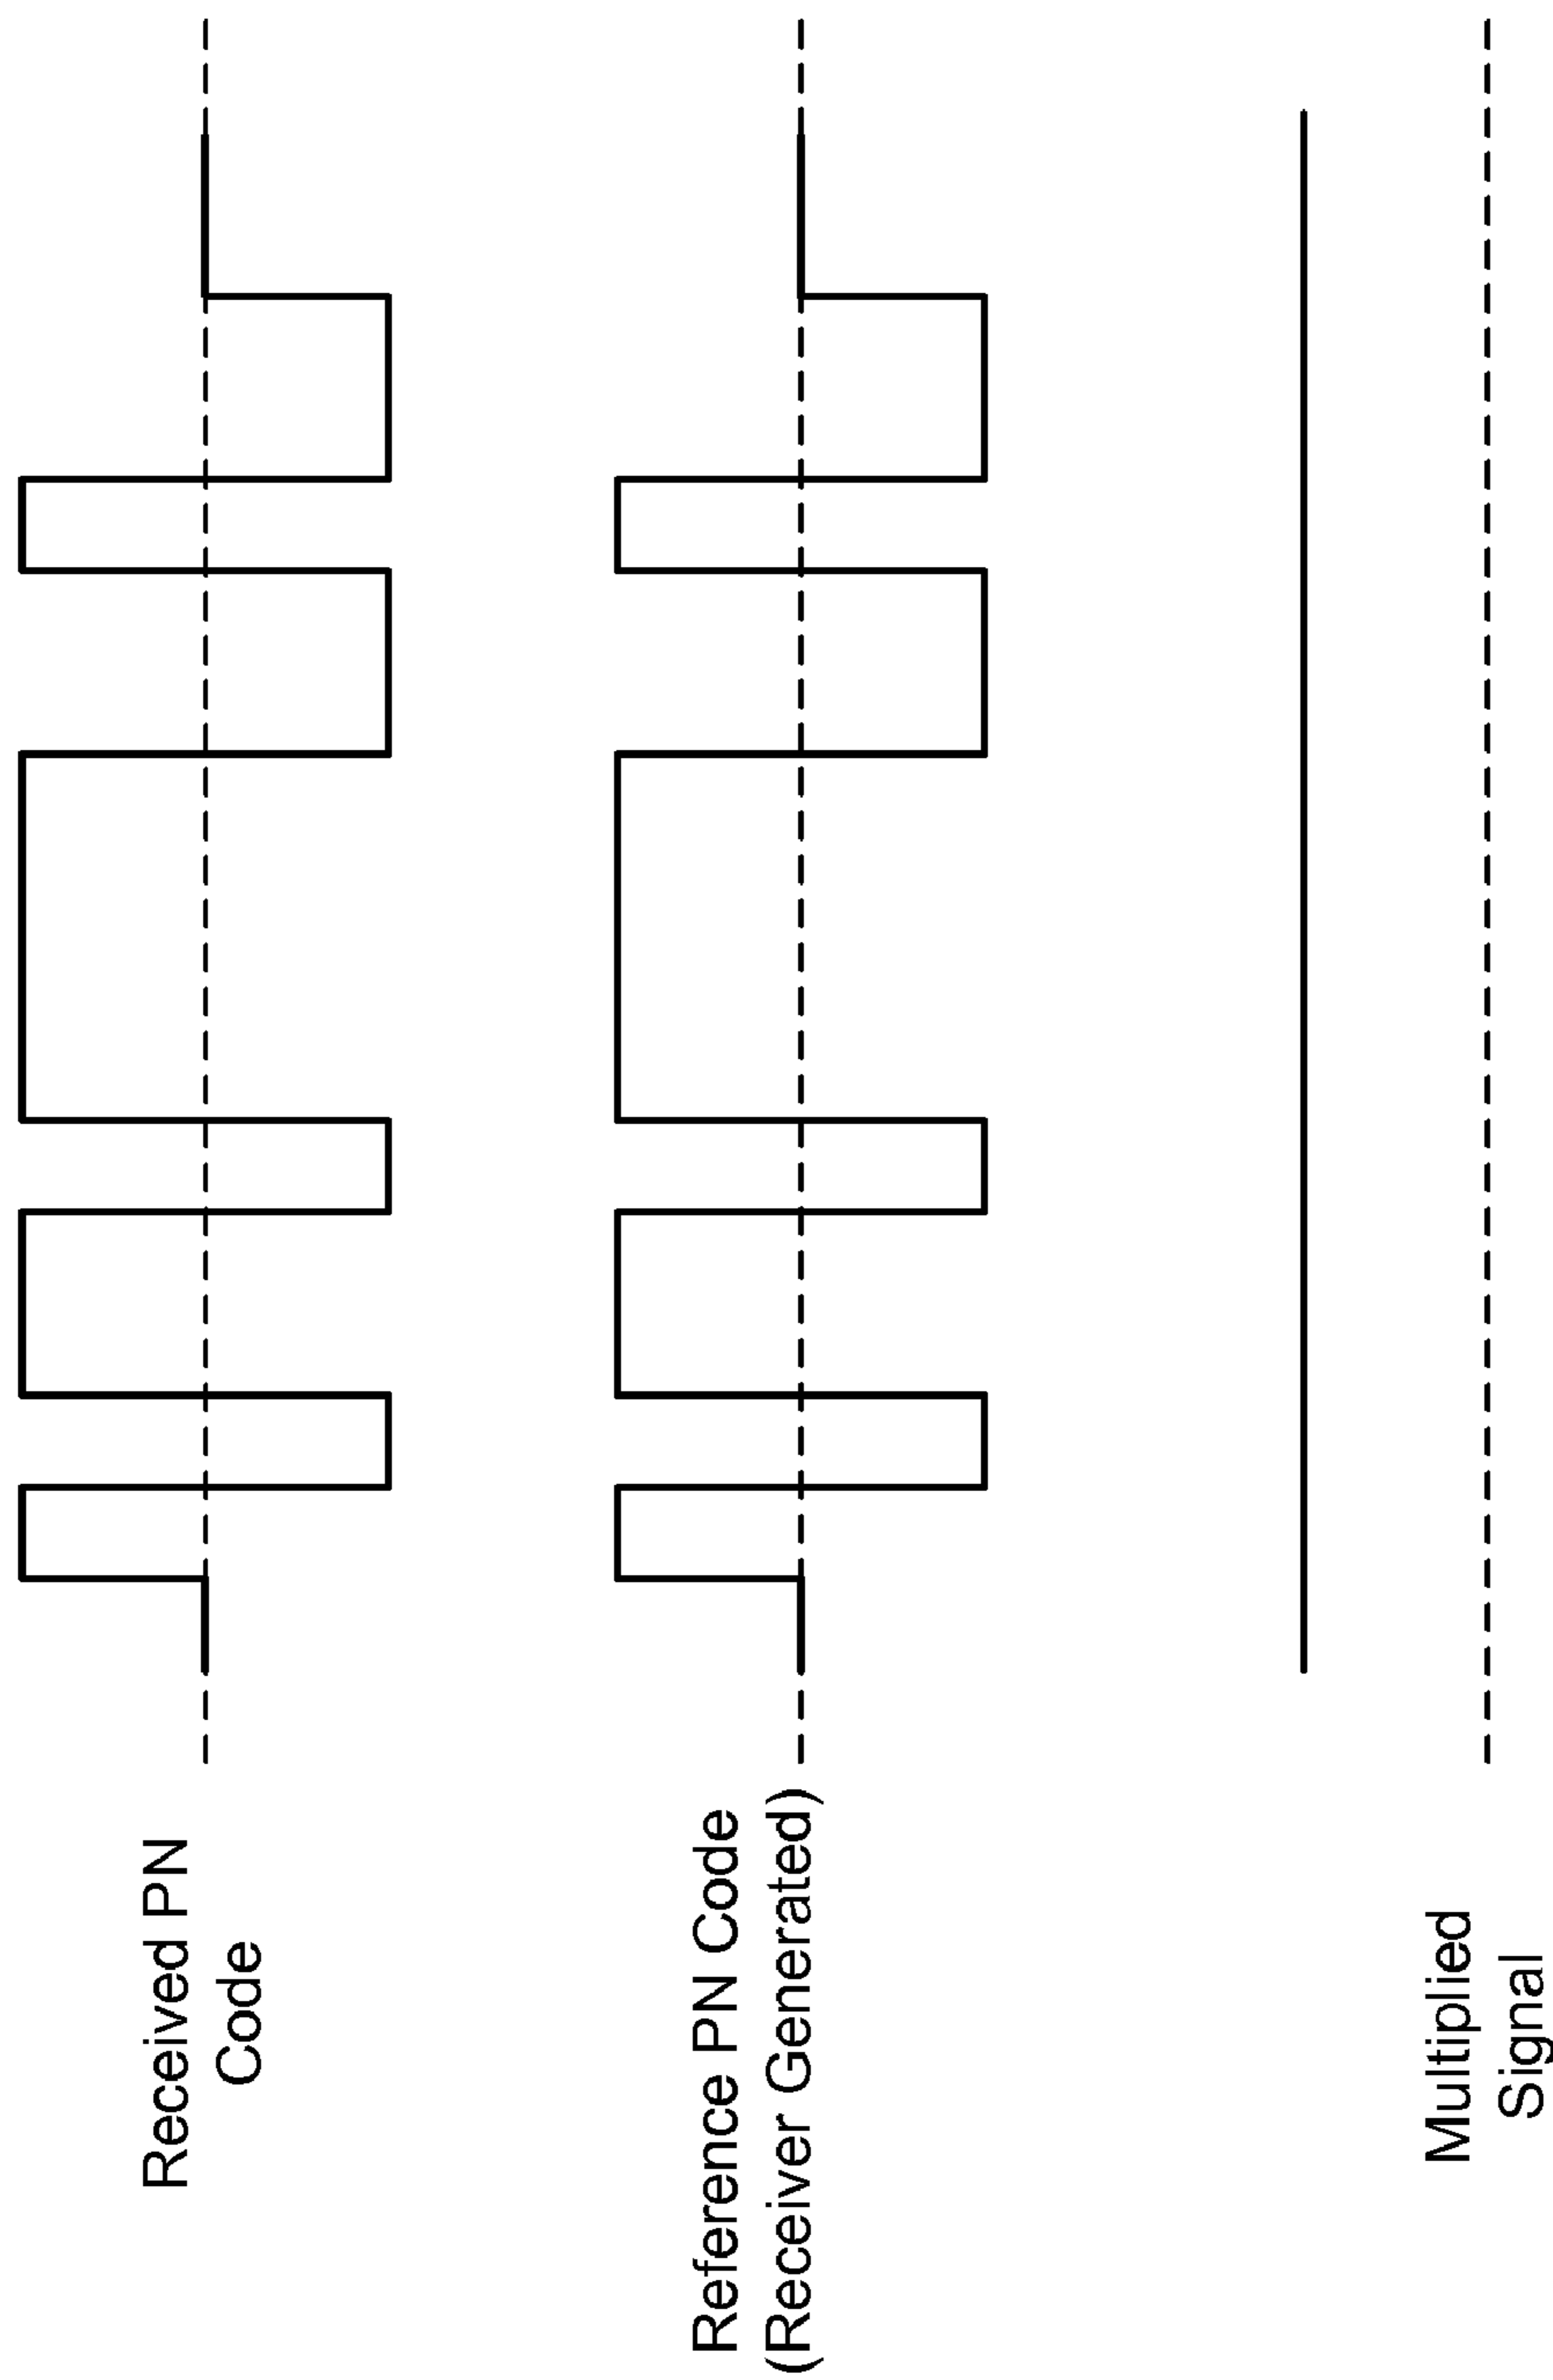 Received PN
Code
Reference PN Code
(Receiver Generated)
Multiplied
Signal